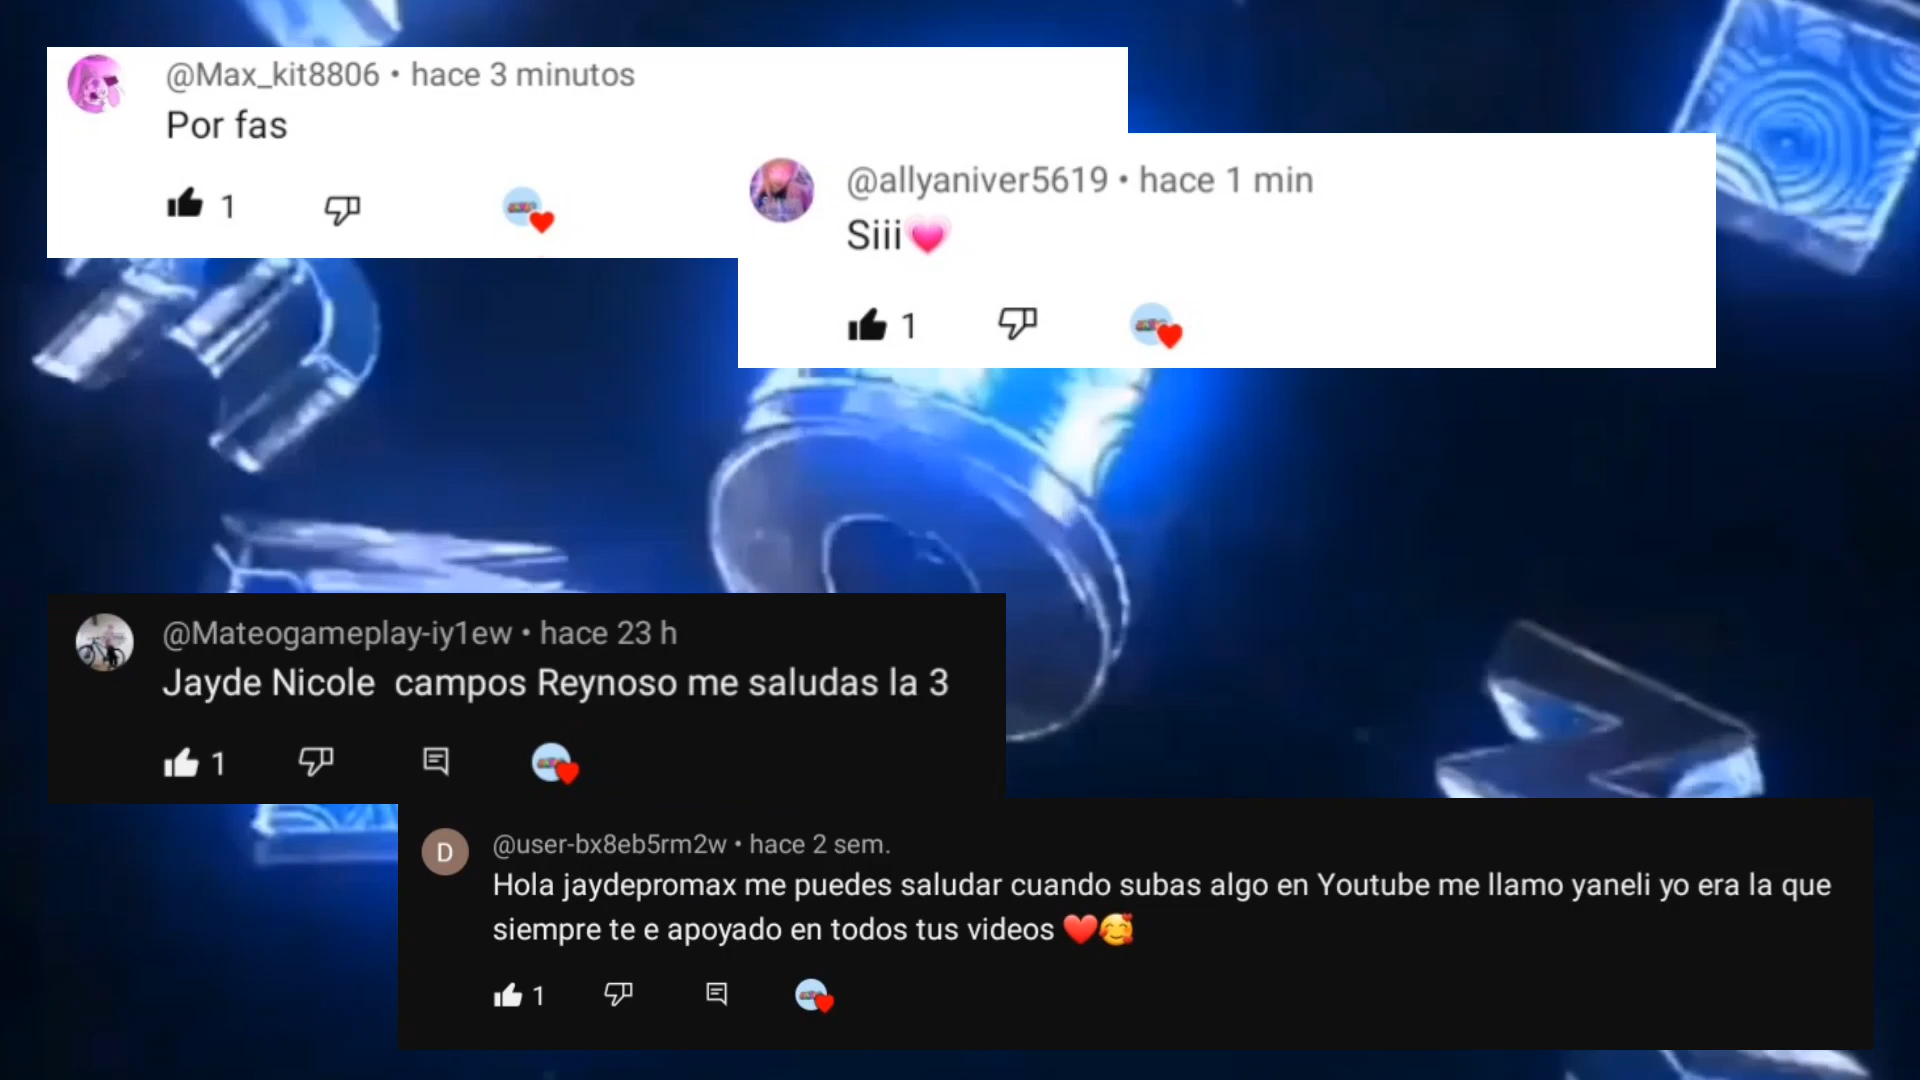 @Max_kit8806 • hace 3 minutos
Por fas
1
@allyaniver5619 • hace 1 min
Siii💗
1
@Mateogameplay-iy1ew • hace 23 h
Jayde Nicole  campos Reynoso me saludas la 3
1
D
@user-bx8eb5rm2w • hace 2 sem.
Hola jaydepromax me puedes saludar cuando subas algo en Youtube me llamo yaneli yo era la que
siempre te e apoyado en todos tus videos ❤️🥰
1